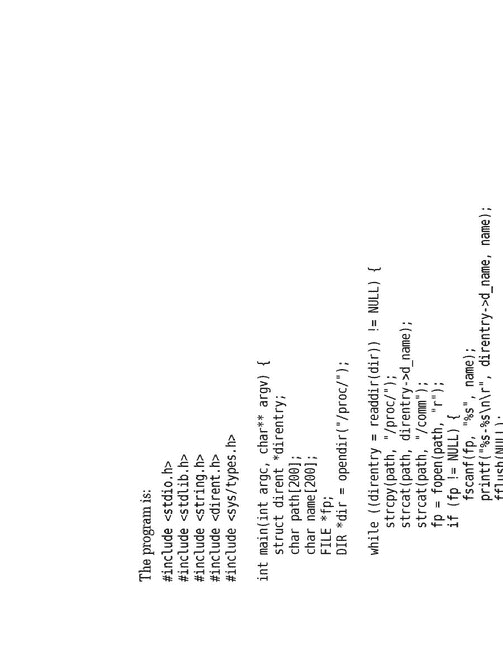 The program is:
#include <stdio.h>
#include <stdlib.h>
#include <string.h>
#include <dirent.h>
#include <sys/types.h>
int main(int argc, char** argv) {
struct dirent *direntry;
char path[200];
char name[200];
FILE *fp;
DIR *dir = opendir("/proc/");
while ((direntry = readdir(dir)) != NULL) {
strcpy(path, "/proc/");
strcat(path, direntry->d_name);
strcat(path, "/comm");
fp = fopen(path, "r");
if (fp != NULL) {
fscanf(fp, "%s", name);
printf("%s-%s\n\r", direntry->d_name, name);
fflush(NULL);